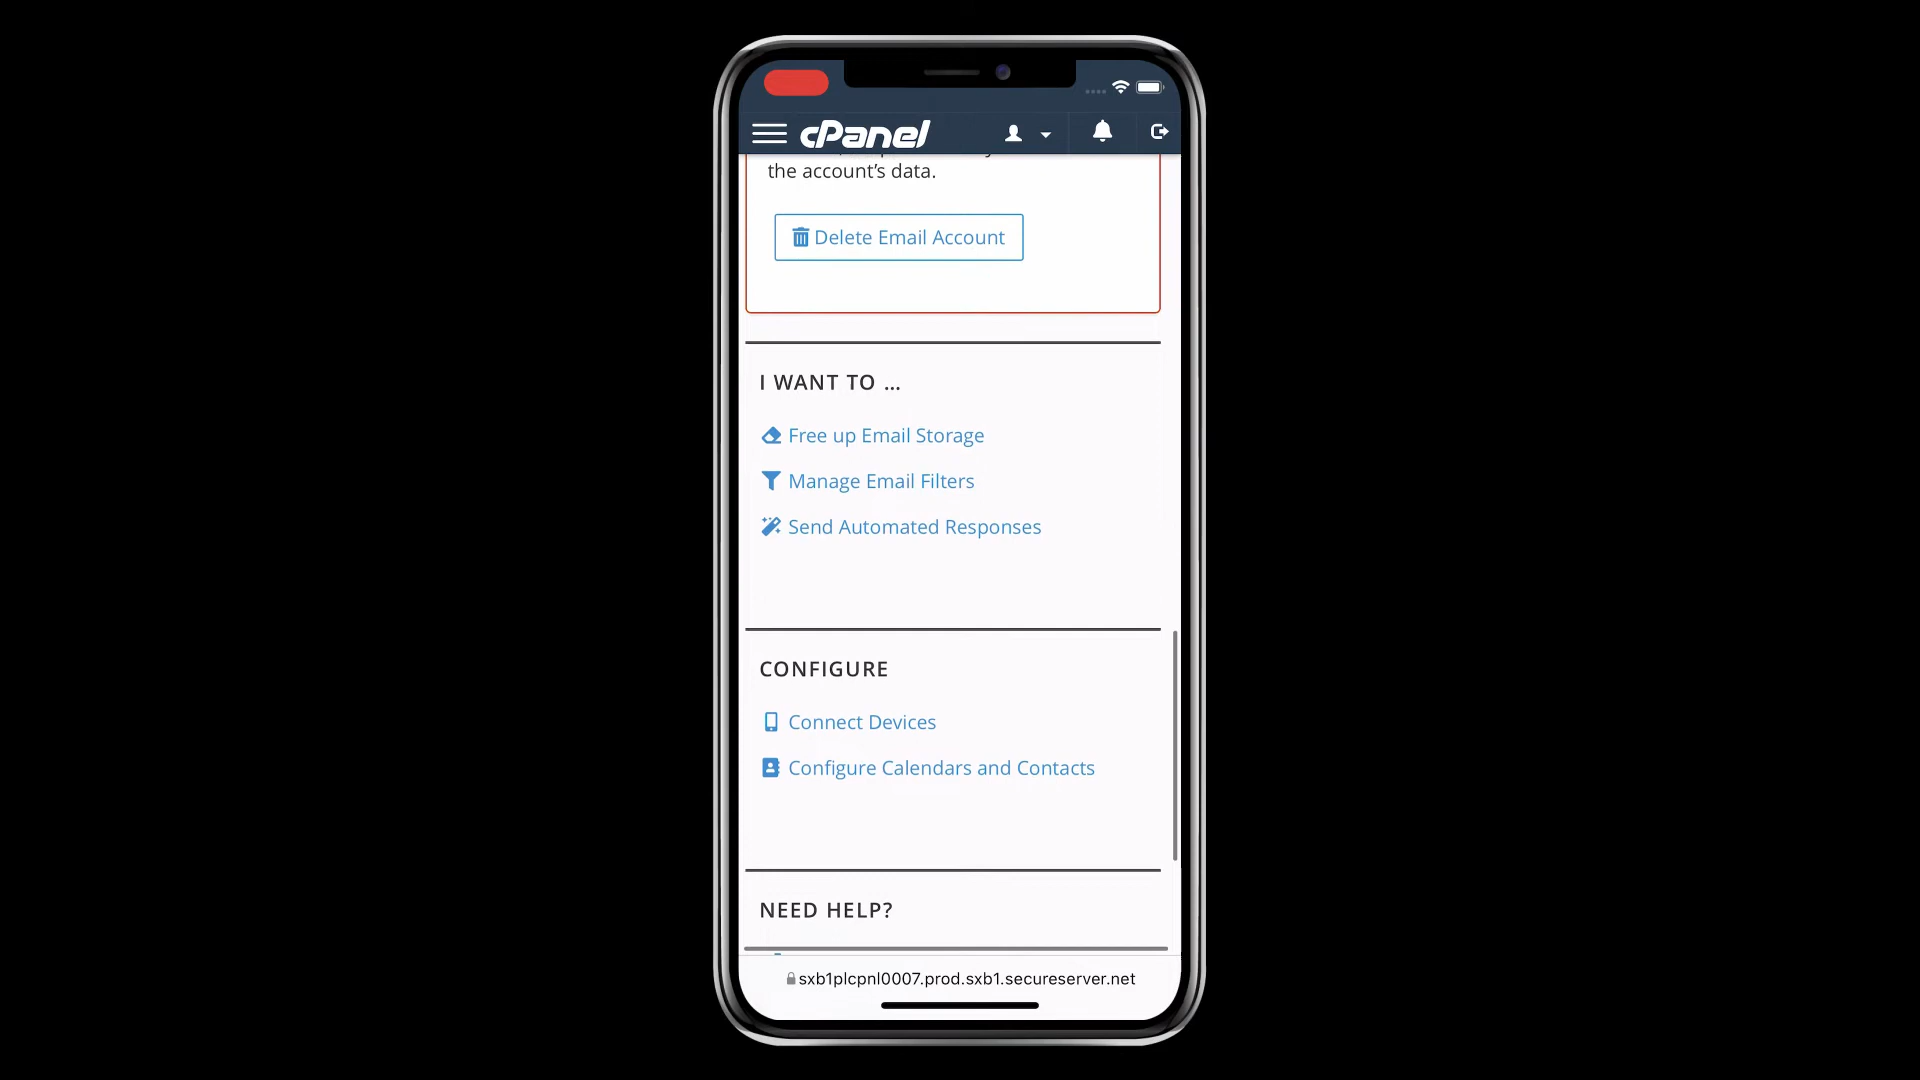 cPanel
the account's data.
Delete Email Account
I WANT TO ...
Free up Email Storage
Manage Email Filters
Send Automated Responses
CONFIGURE
Connect Devices
Configure Calendars and Contacts
NEED HELP?
sxb1plcpnl0007.prod.sxb1.secureserver.net